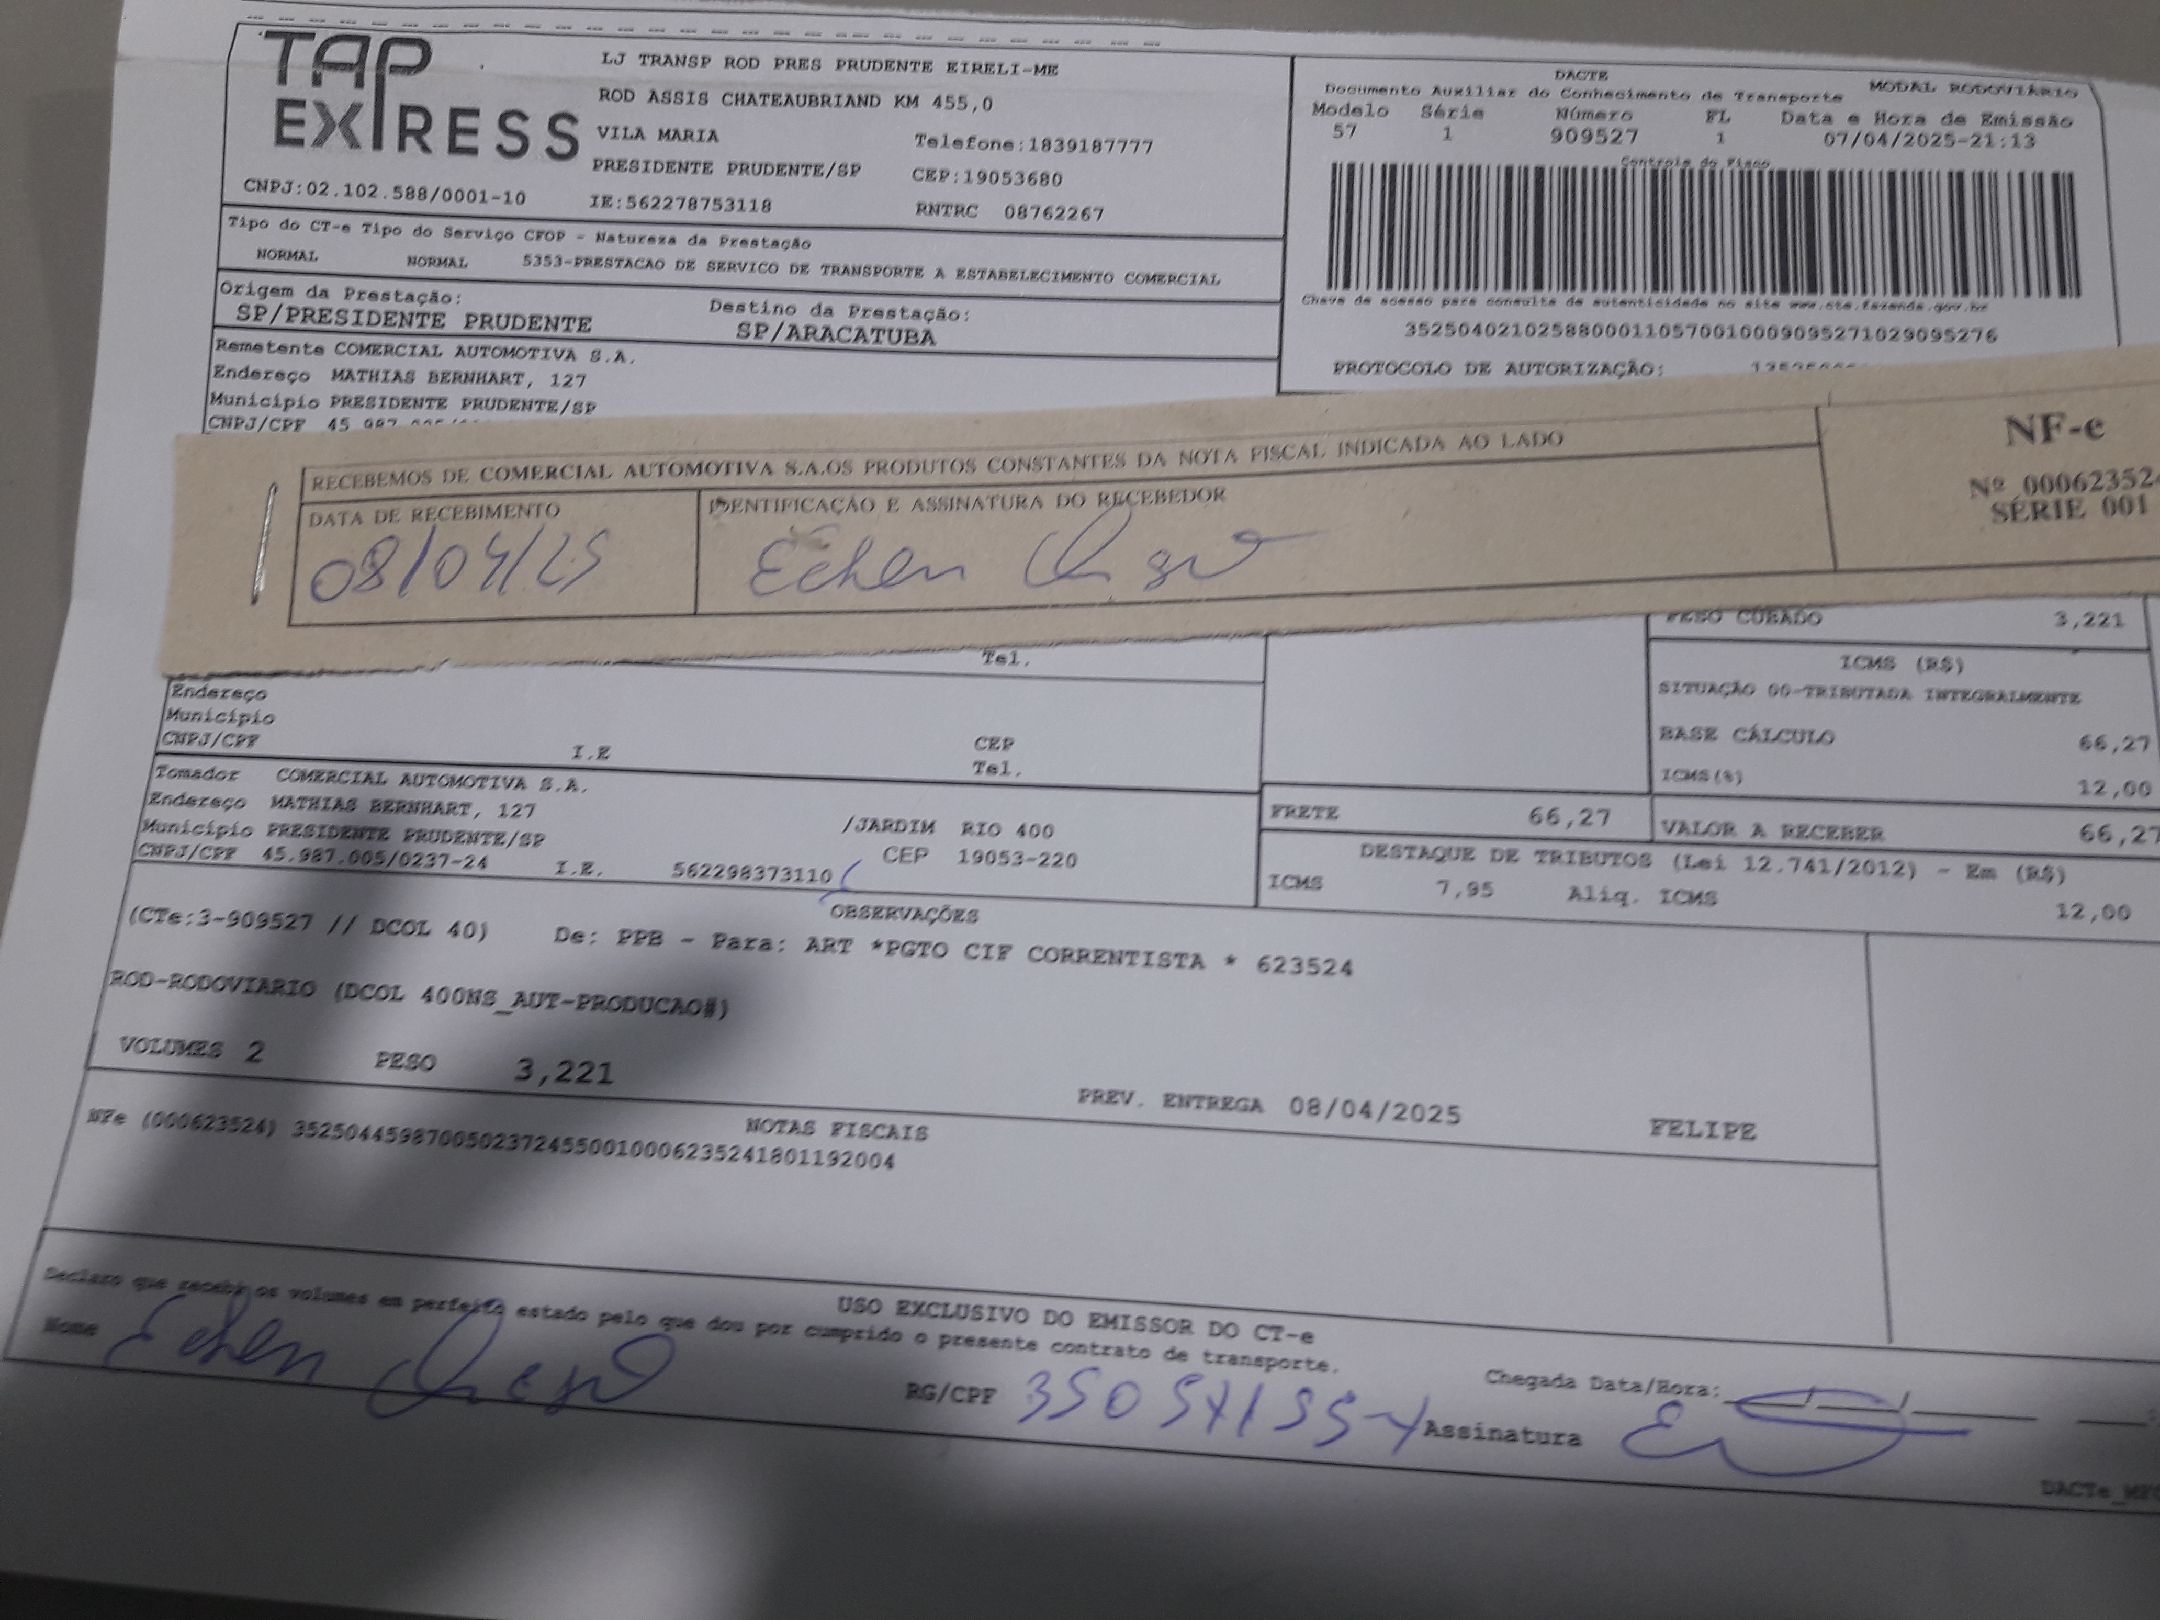 TAP EXPRESS
LJ TRANSP ROD PRES PRUDENTE EIRELI-ME
ROD ASSIS CHATEAUBRIAND KM 455,0
VILA MARIA Telefone:1839187777
PRESIDENTE PRUDENTE/SP CEP:19053680
CNPJ:02.102.588/0001-10 IE:562278753118 RNTRC 08762267
DACTE
Documento Auxiliar do Conhecimento de Transporte MODAL RODOVIÁRIO
Modelo Série Número FL Data e Hora de Emissão
57 1 909527 1 07/04/2025-21:13
Controle do Fisco
Chave de acesso para consulta de autenticidade no site www.cte.fazenda.gov.br
35250402102588000110570010009095271029095276
PROTOCOLO DE AUTORIZAÇÃO:
Tipo do CT-e Tipo do Serviço CFOP - Natureza da Prestação
NORMAL NORMAL 5353-PRESTACAO DE SERVICO DE TRANSPORTE A ESTABELECIMENTO COMERCIAL
Origem da Prestação: Destino da Prestação:
SP/PRESIDENTE PRUDENTE SP/ARACATUBA
Remetente COMERCIAL AUTOMOTIVA S.A.
Endereço MATHIAS BERNHART, 127
Município PRESIDENTE PRUDENTE/SP
CNPJ/CPF
RECEBEMOS DE COMERCIAL AUTOMOTIVA S.A.OS PRODUTOS CONSTANTES DA NOTA FISCAL INDICADA AO LADO
NF-e
DATA DE RECEBIMENTO IDENTIFICAÇÃO E ASSINATURA DO RECEBEDOR
Nº 00062352
SÉRIE 001
08/04/25
PESO CUBADO 3,221
Tel.
ICMS (R$)
SITUAÇÃO 00-TRIBUTADA INTEGRALMENTE
Endereço
Município
CNPJ/CPF I.E CEP
Tel.
BASE CÁLCULO 66,27
ICMS(%) 12,00
Tomador COMERCIAL AUTOMOTIVA S.A.
Endereço MATHIAS BERNHART, 127
Município PRESIDENTE PRUDENTE/SP /JARDIM RIO 400
CNPJ/CPF 45.987.005/0237-24 I.E. 562298373110 CEP 19053-220
FRETE 66,27 VALOR A RECEBER 66,27
DESTAQUE DE TRIBUTOS (Lei 12.741/2012) - Em (R$)
ICMS 7,95 Aliq. ICMS 12,00
OBSERVAÇÕES
(CTe:3-909527 // DCOL 40) De: PPB - Para: ART *PGTO CIF CORRENTISTA * 623524
ROD-RODOVIARIO (DCOL 400NS_AUT-PRODUCAO#)
VOLUMES 2 PESO 3,221
PREV. ENTREGA 08/04/2025 FELIPE
NOTAS FISCAIS
NFe (000623524) 35250445987005023724550010006235241801192004
USO EXCLUSIVO DO EMISSOR DO CT-e
Declaro que recebi os volumes em perfeito estado pelo que dou por cumprido o presente contrato de transporte.
Nome
RG/CPF Assinatura
Chegada Data/Hora: